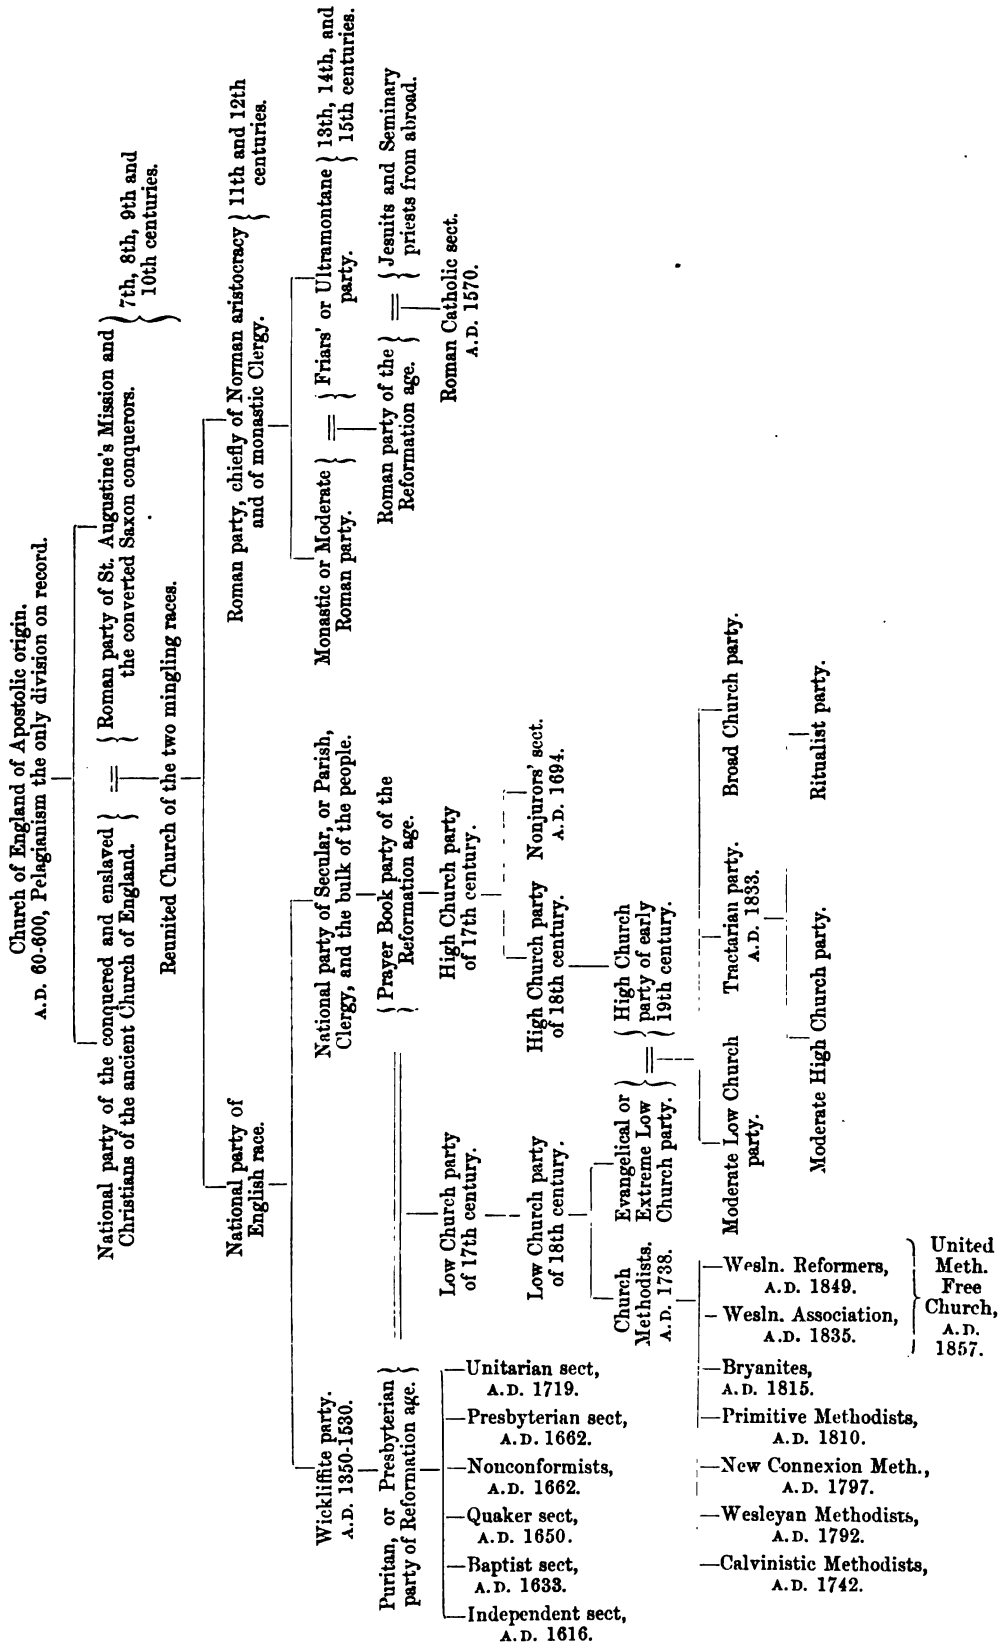 Church of England of Apostolic origin.
A.D. 60-600, Pelagianism the only division on record.
National party of the conquered and enslaved
Christians of the ancient Church of England.
Roman party of St. Augustine's Mission and
the converted Saxon conquerors.
7th, 8th, 9th and
10th centuries.
Reunited Church of the two mingling races.
National party of
English race.
Roman party, chiefly of Norman aristocracy
and of monastic Clergy.
11th and 12th
centuries.
Wickliffite party.
A.D. 1350-1530.
National party of Secular, or Parish,
Clergy, and the bulk of the people.
Monastic or Moderate
Roman party.
Friars' or Ultramontane
party.
13th, 14th, and
15th centuries.
Puritan, or Presbyterian
party of Reformation age.
Prayer Book party of the
Reformation age.
Roman party of the
Reformation age.
Jesuits and Seminary
priests from abroad.
Low Church party
of 17th century.
High Church party
of 17th century.
Roman Catholic sect.
A.D. 1570.
Unitarian sect,
A.D. 1719.
Presbyterian sect,
A.D. 1662.
Nonconformists,
A.D. 1662.
Quaker sect,
A.D. 1650.
Baptist sect,
A.D. 1633.
Independent sect,
A.D. 1616.
Low Church party
of 18th century.
High Church party
of 18th century.
Nonjurors' sect.
A.D. 1694.
Church
Methodists.
A.D. 1738.
Evangelical or
Extreme Low
Church party.
High Church
party of early
19th century.
Wesln. Reformers,
A.D. 1849.
Wesln. Association,
A.D. 1835.
United
Meth.
Free
Church,
A.D.
1857.
Bryanites,
A.D. 1815.
Primitive Methodists,
A.D. 1810.
New Connexion Meth.,
A.D. 1797.
Wesleyan Methodists,
A.D. 1792.
Calvinistic Methodists,
A.D. 1742.
Moderate Low Church
party.
Tractarian party.
A.D. 1833.
Broad Church party.
Moderate High Church party.
Ritualist party.